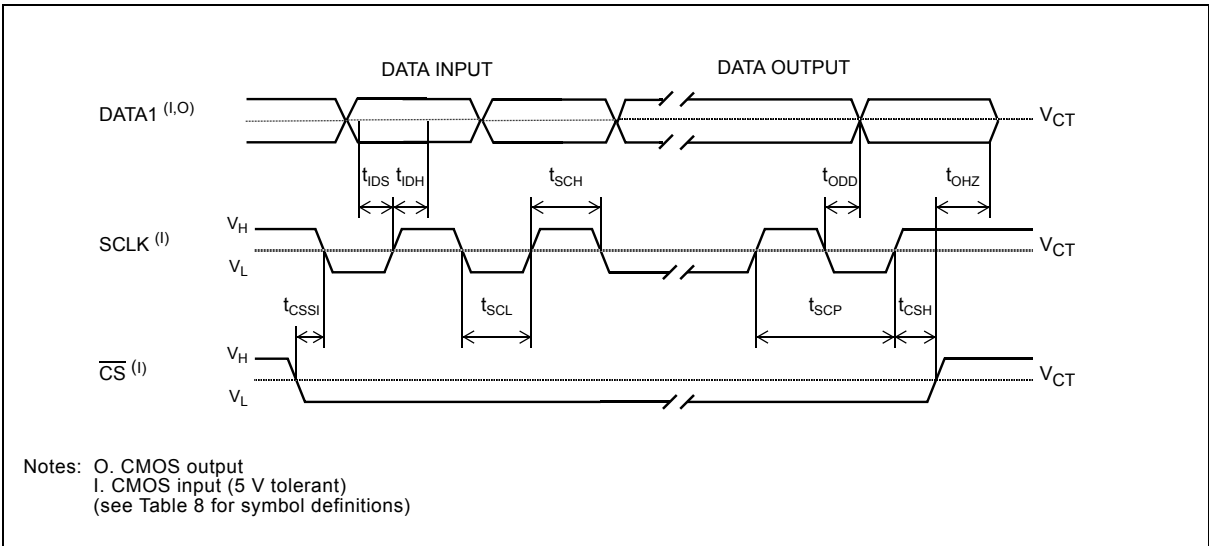 DATA INPUT DATA OUTPUT
DATA1 (I,O) VCT
tIDS tIDH tSCH tODD tOHZ
VH
SCLK (I) VCT
VL
tCSSI tSCL tSCP tCSH
VH
CS (I) VCT
VL
Notes: O. CMOS output
I. CMOS input (5 V tolerant)
(see Table 8 for symbol definitions)